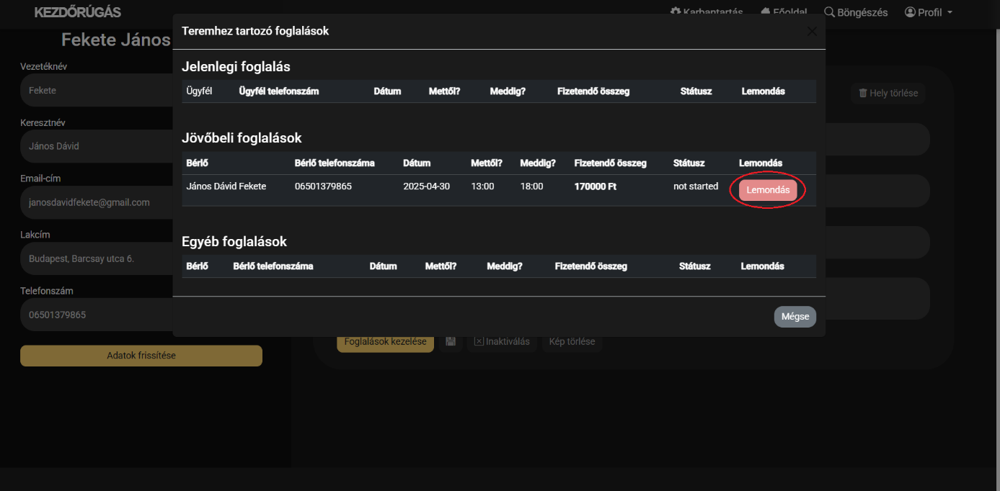 KEZDŐRÚGÁS
Karbantartás Főoldal Böngészés Profil
Fekete János
Vezetéknév
Fekete
Keresztnév
János Dávid
Email-cím
janosdavidfekete@gmail.com
Lakcím
Budapest, Barcsay utca 6.
Telefonszám
06501379865
Adatok frissítése
Teremhez tartozó foglalások
Jelenlegi foglalás
Ügyfél Ügyfél telefonszám Dátum Mettől? Meddig? Fizetendő összeg Státusz Lemondás
Jövőbeli foglalások
Bérlő Bérlő telefonszáma Dátum Mettől? Meddig? Fizetendő összeg Státusz Lemondás
János Dávid Fekete 06501379865 2025-04-30 13:00 18:00 170000 Ft not started Lemondás
Egyéb foglalások
Bérlő Bérlő telefonszáma Dátum Mettől? Meddig? Fizetendő összeg Státusz Lemondás
Mégse
Hely törlése
Foglalások kezelése Inaktiválás Kép törlése